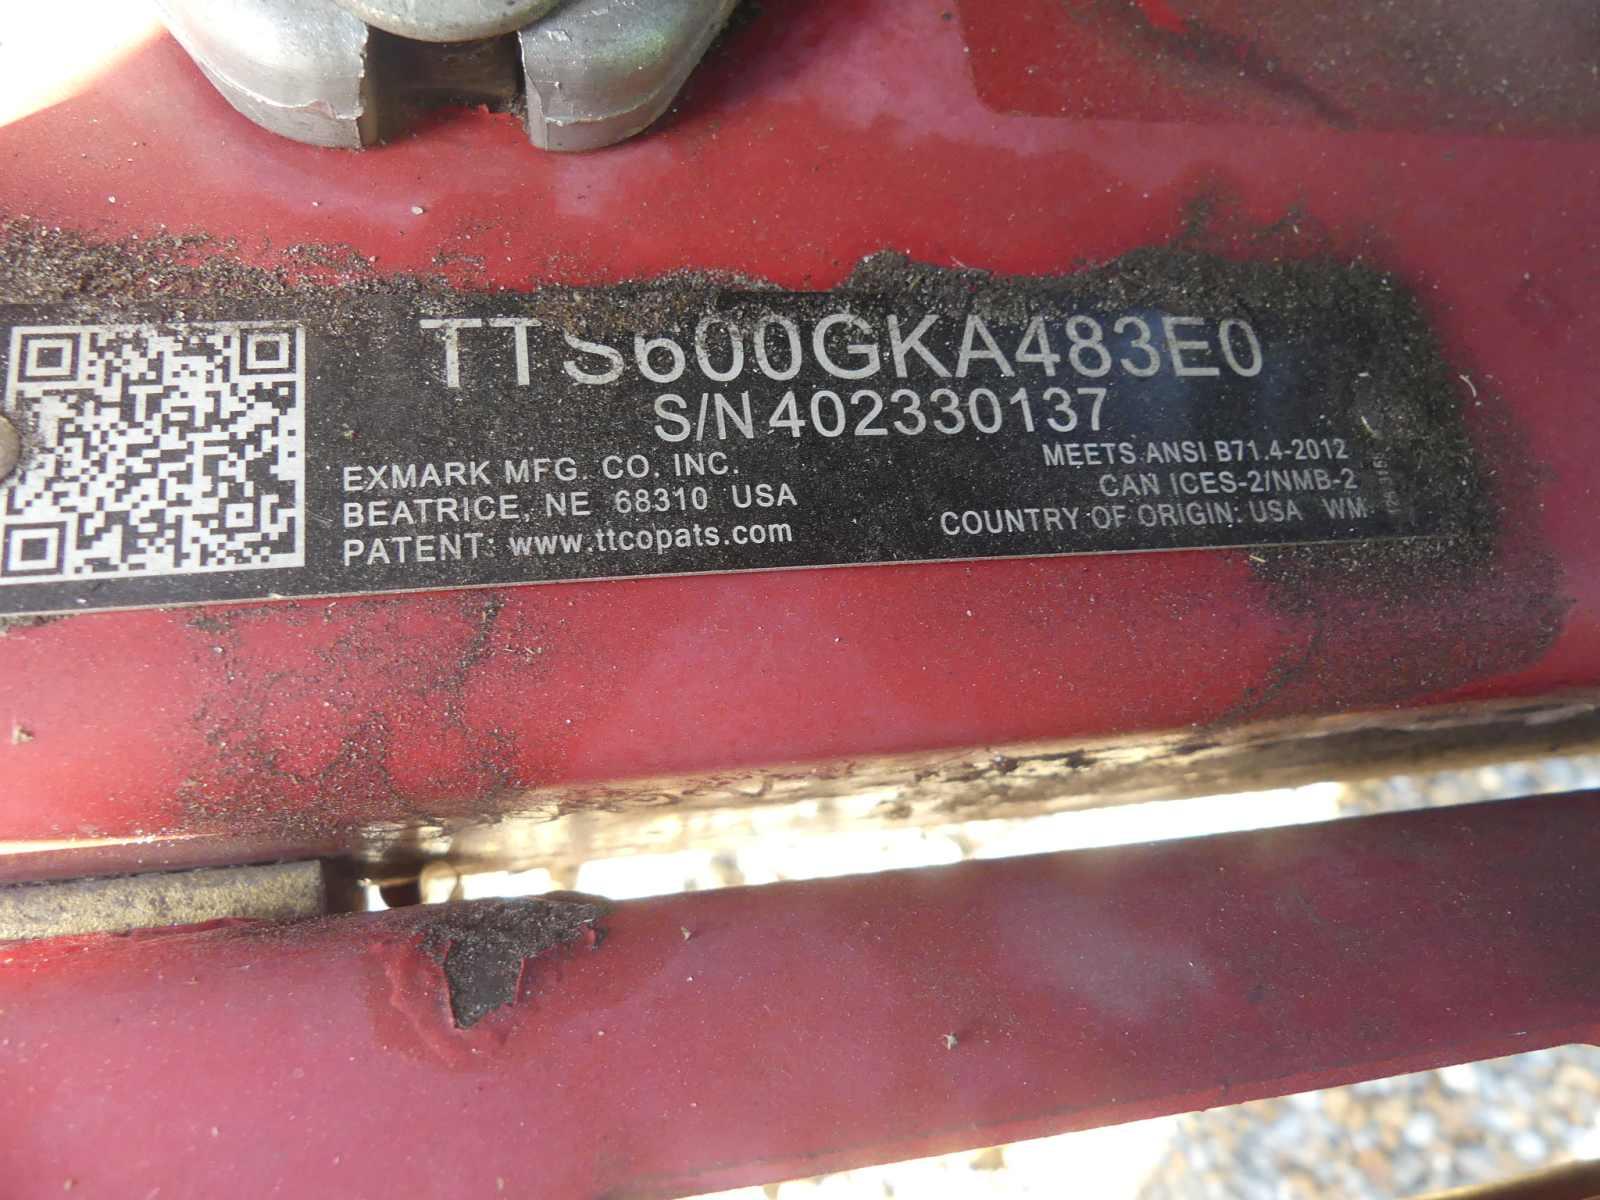 TTS600GKA483E0
S/N 402330137
EXMARK MFG. CO. INC.
BEATRICE, NE 68310 USA
PATENT: www.ttcopats.com
MEETS ANSI B71.4-2012
CAN ICES-2/NMB-2
COUNTRY OF ORIGIN: USA WM